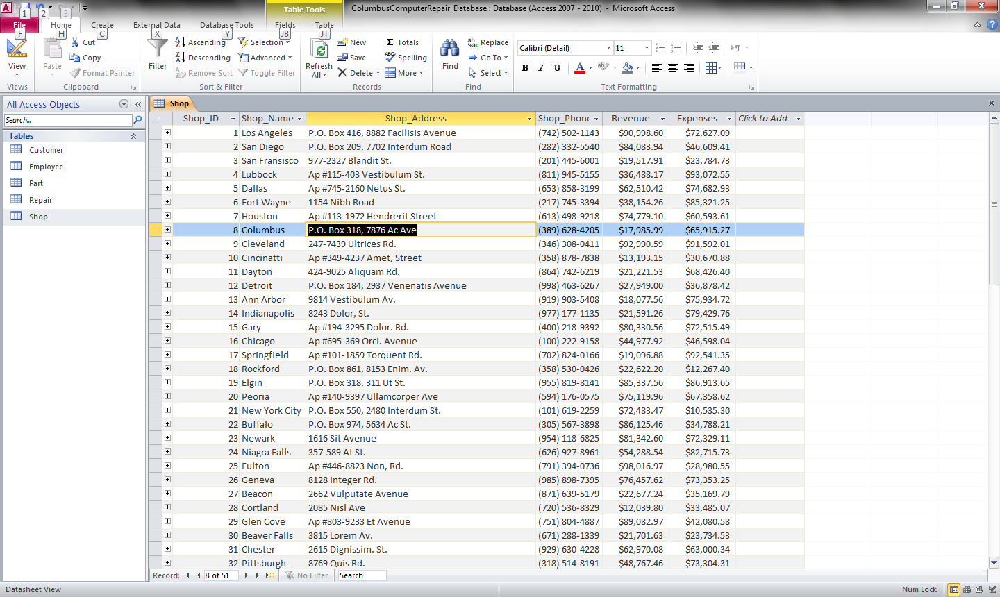 ColumbusComputerRepair_Database : Database (Access 2007 - 2010) - Microsoft Access
Table Tools
1 2 3
File Home Create External Data Database Tools Fields Table
F H C X Y JB JT
View
Views
Paste
Cut
Copy
Format Painter
Clipboard
Filter
Ascending
Descending
Remove Sort
Selection
Advanced
Toggle Filter
Sort & Filter
Refresh All
New
Save
Delete
Totals
Spelling
More
Records
Find
Replace
Go To
Select
Find
Calibri (Detail) 11
B I U A ab
Text Formatting
All Access Objects
Search...
Tables
Customer
Employee
Part
Repair
Shop
Shop
Shop_ID Shop_Name Shop_Address Shop_Phone Revenue Expenses Click to Add
1 Los Angeles P.O. Box 416, 8882 Facilisis Avenue (742) 502-1143 $90,998.60 $72,627.09
2 San Diego P.O. Box 209, 7702 Interdum Road (282) 332-5540 $84,083.94 $46,609.41
3 San Fransisco 977-2327 Blandit St. (201) 445-6001 $19,517.91 $23,784.73
4 Lubbock Ap #115-403 Vestibulum St. (811) 945-5155 $36,488.17 $93,072.55
5 Dallas Ap #745-2160 Netus St. (653) 858-3199 $62,510.42 $74,682.93
6 Fort Wayne 1154 Nibh Road (217) 745-3394 $38,154.26 $85,321.25
7 Houston Ap #113-1972 Hendrerit Street (613) 498-9218 $74,779.10 $60,593.61
8 Columbus P.O. Box 318, 7876 Ac Ave (389) 628-4205 $17,985.99 $65,915.27
9 Cleveland 247-7439 Ultrices Rd. (346) 308-0411 $92,990.59 $91,592.01
10 Cincinatti Ap #349-4237 Amet, Street (358) 878-7838 $13,193.15 $30,670.88
11 Dayton 424-9025 Aliquam Rd. (864) 742-6219 $21,221.53 $68,426.40
12 Detroit P.O. Box 184, 2937 Venenatis Avenue (998) 463-6267 $27,949.00 $36,878.42
13 Ann Arbor 9814 Vestibulum Av. (919) 903-5408 $18,077.56 $75,934.72
14 Indianapolis 8243 Dolor, St. (977) 177-1135 $21,591.26 $79,429.76
15 Gary Ap #194-3295 Dolor. Rd. (400) 218-9392 $80,330.56 $72,515.49
16 Chicago Ap #695-369 Orci. Avenue (100) 222-9158 $44,977.92 $46,598.04
17 Springfield Ap #101-1859 Torquent Rd. (702) 824-0166 $19,096.88 $92,541.35
18 Rockford P.O. Box 861, 8153 Enim. Av. (358) 530-0426 $22,622.20 $12,267.40
19 Elgin P.O. Box 318, 311 Ut St. (955) 819-8141 $85,337.56 $86,913.65
20 Peoria Ap #140-9397 Ullamcorper Ave (594) 176-0575 $75,119.96 $67,358.62
21 New York City P.O. Box 550, 2480 Interdum St. (101) 619-2259 $72,483.47 $10,535.30
22 Buffalo P.O. Box 974, 5634 Ac St. (305) 567-3898 $86,125.46 $34,788.21
23 Newark 1616 Sit Avenue (954) 118-6825 $81,342.60 $72,329.11
24 Niagra Falls 357-589 At St. (626) 927-8961 $54,288.54 $82,715.73
25 Fulton Ap #446-8823 Non, Rd. (791) 394-0736 $98,016.97 $28,980.55
26 Geneva 8128 Integer Rd. (985) 898-7395 $76,457.62 $73,353.25
27 Beacon 2662 Vulputate Avenue (871) 639-5179 $22,677.24 $35,169.79
28 Cortland 2085 Nisl Ave (720) 536-8329 $12,039.80 $33,485.07
29 Glen Cove Ap #803-9233 Et Avenue (751) 804-4887 $89,082.97 $42,080.58
30 Beaver Falls 3815 Lorem Av. (671) 288-1339 $21,701.63 $23,734.53
31 Chester 2615 Dignissim. St. (929) 630-4228 $62,970.08 $63,000.34
32 Pittsburgh 8769 Quis Rd. (318) 514-8191 $48,767.46 $73,304.31
Record: 8 of 51 No Filter Search
Datasheet View Num Lock